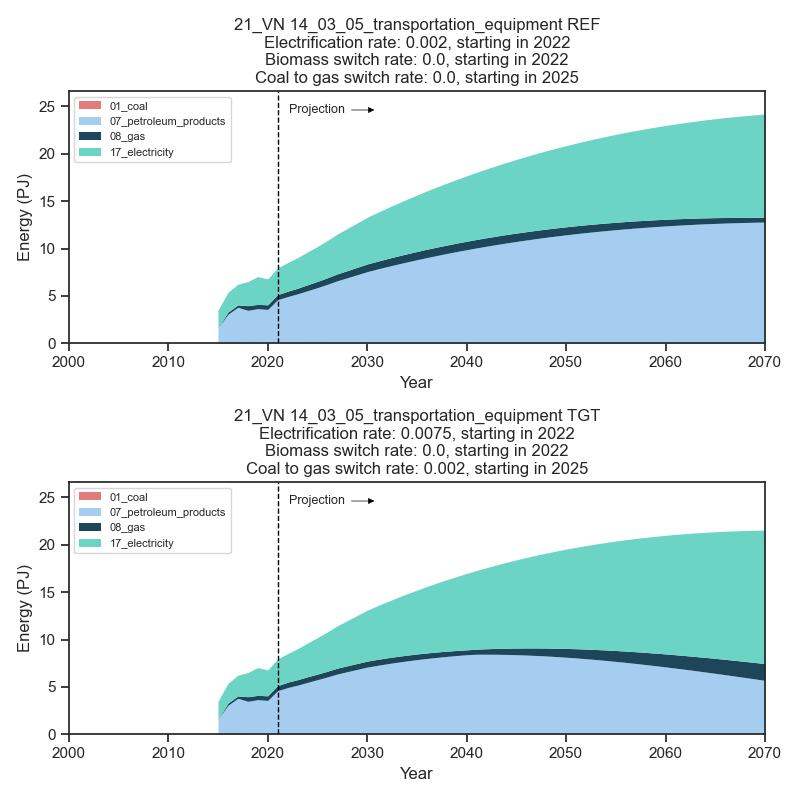 21_VN 14_03_05_transportation_equipment REF
Electrification rate: 0.002, starting in 2022
Biomass switch rate: 0.0, starting in 2022
Coal to gas switch rate: 0.0, starting in 2025
01_coal
07_petroleum_products
08_gas
17_electricity
Projection
Energy (PJ)
25
20
15
10
5
0
2000 2010 2020 2030 2040 2050 2060 2070
Year
21_VN 14_03_05_transportation_equipment TGT
Electrification rate: 0.0075, starting in 2022
Biomass switch rate: 0.0, starting in 2022
Coal to gas switch rate: 0.002, starting in 2025
01_coal
07_petroleum_products
08_gas
17_electricity
Projection
Energy (PJ)
25
20
15
10
5
0
2000 2010 2020 2030 2040 2050 2060 2070
Year